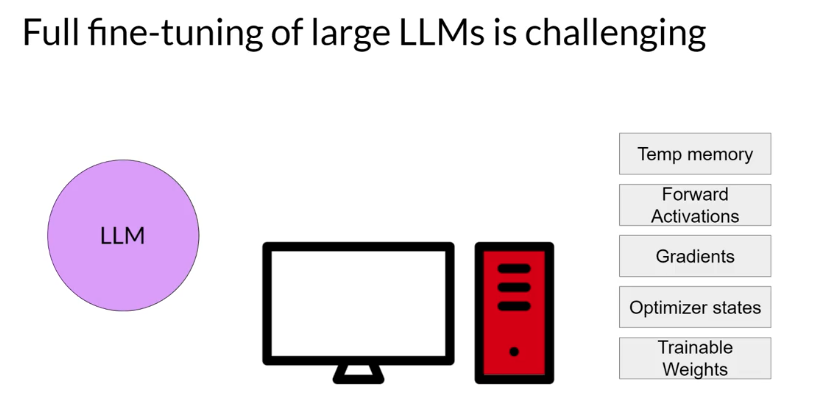 Full fine-tuning of large LLMs is challenging
LLM
Temp memory
Forward
Activations
Gradients
Optimizer states
Trainable
Weights